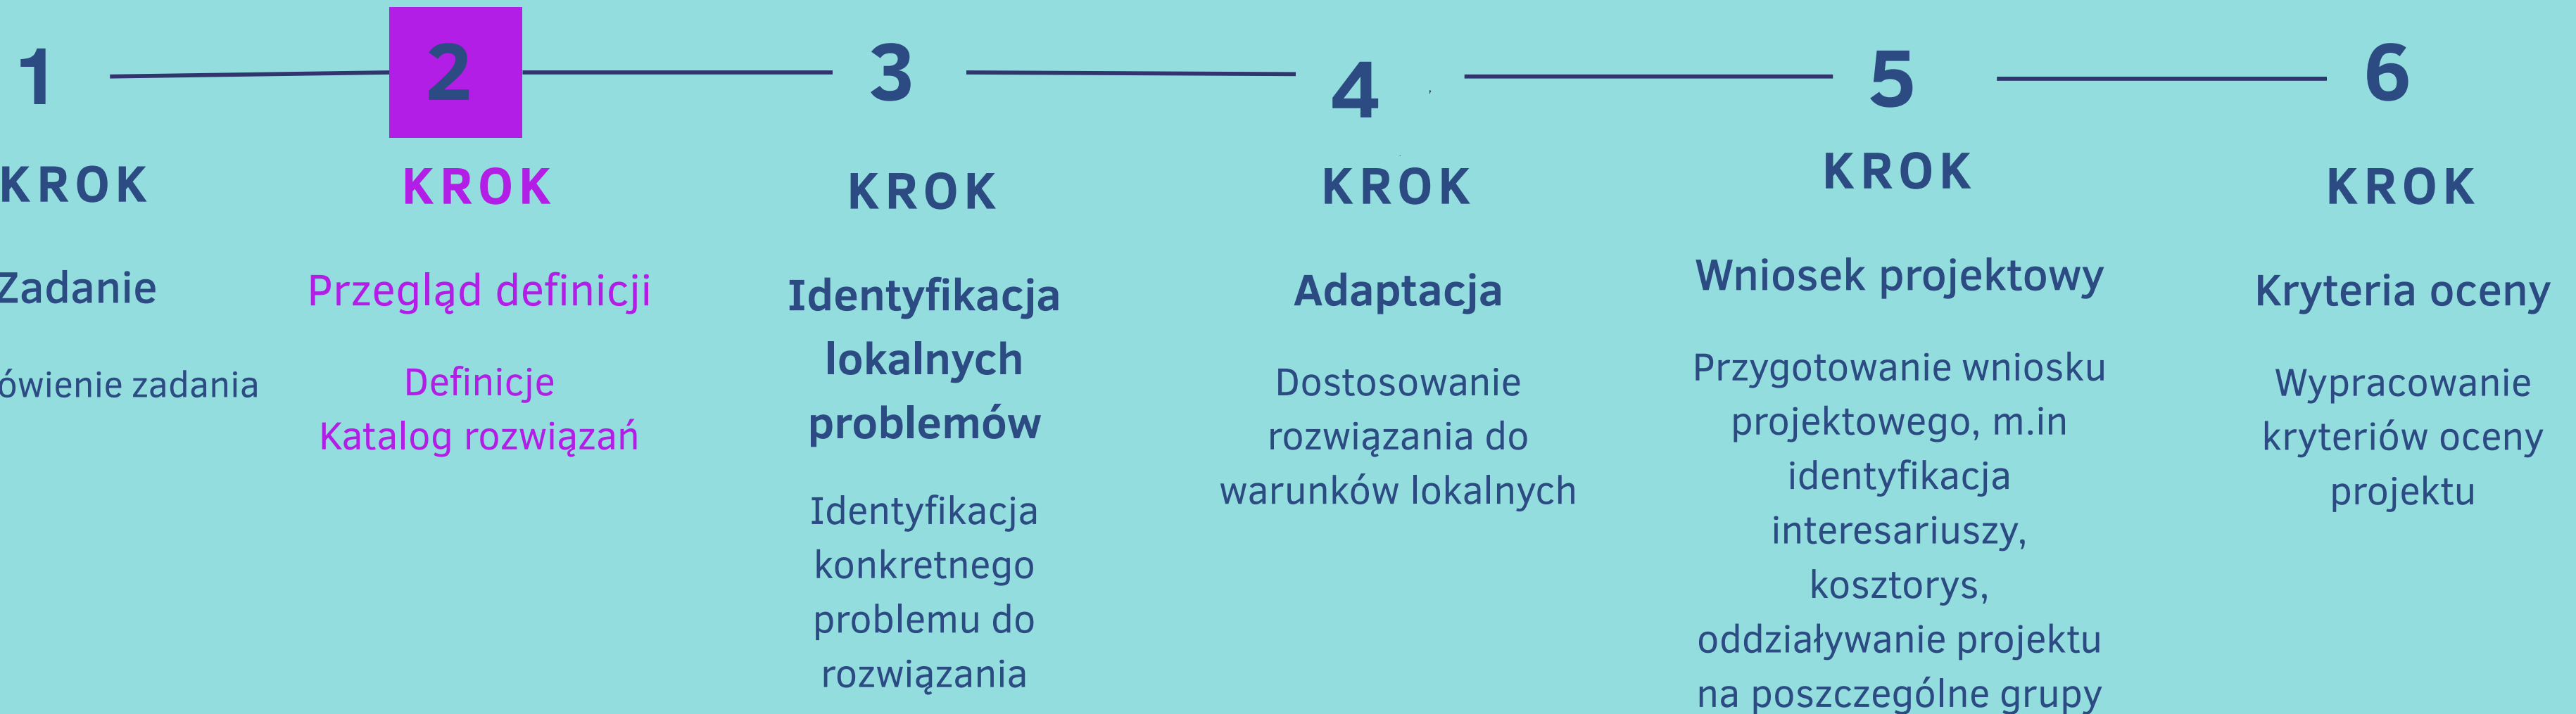 1
KROK
Zadanie
ówienie zadania
2
KROK
Przegląd definicji
Definicje
Katalog rozwiązań
3
KROK
Identyfikacja
lokalnych
problemów
Identyfikacja
konkretnego
problemu do
rozwiązania
4
KROK
Adaptacja
Dostosowanie
rozwiązania do
warunków lokalnych
5
KROK
Wniosek projektowy
Przygotowanie wniosku
projektowego, m.in
identyfikacja
interesariuszy,
kosztorys,
oddziaływanie projektu
na poszczególne grupy
6
KROK
Kryteria oceny
Wypracowanie
kryteriów oceny
projektu